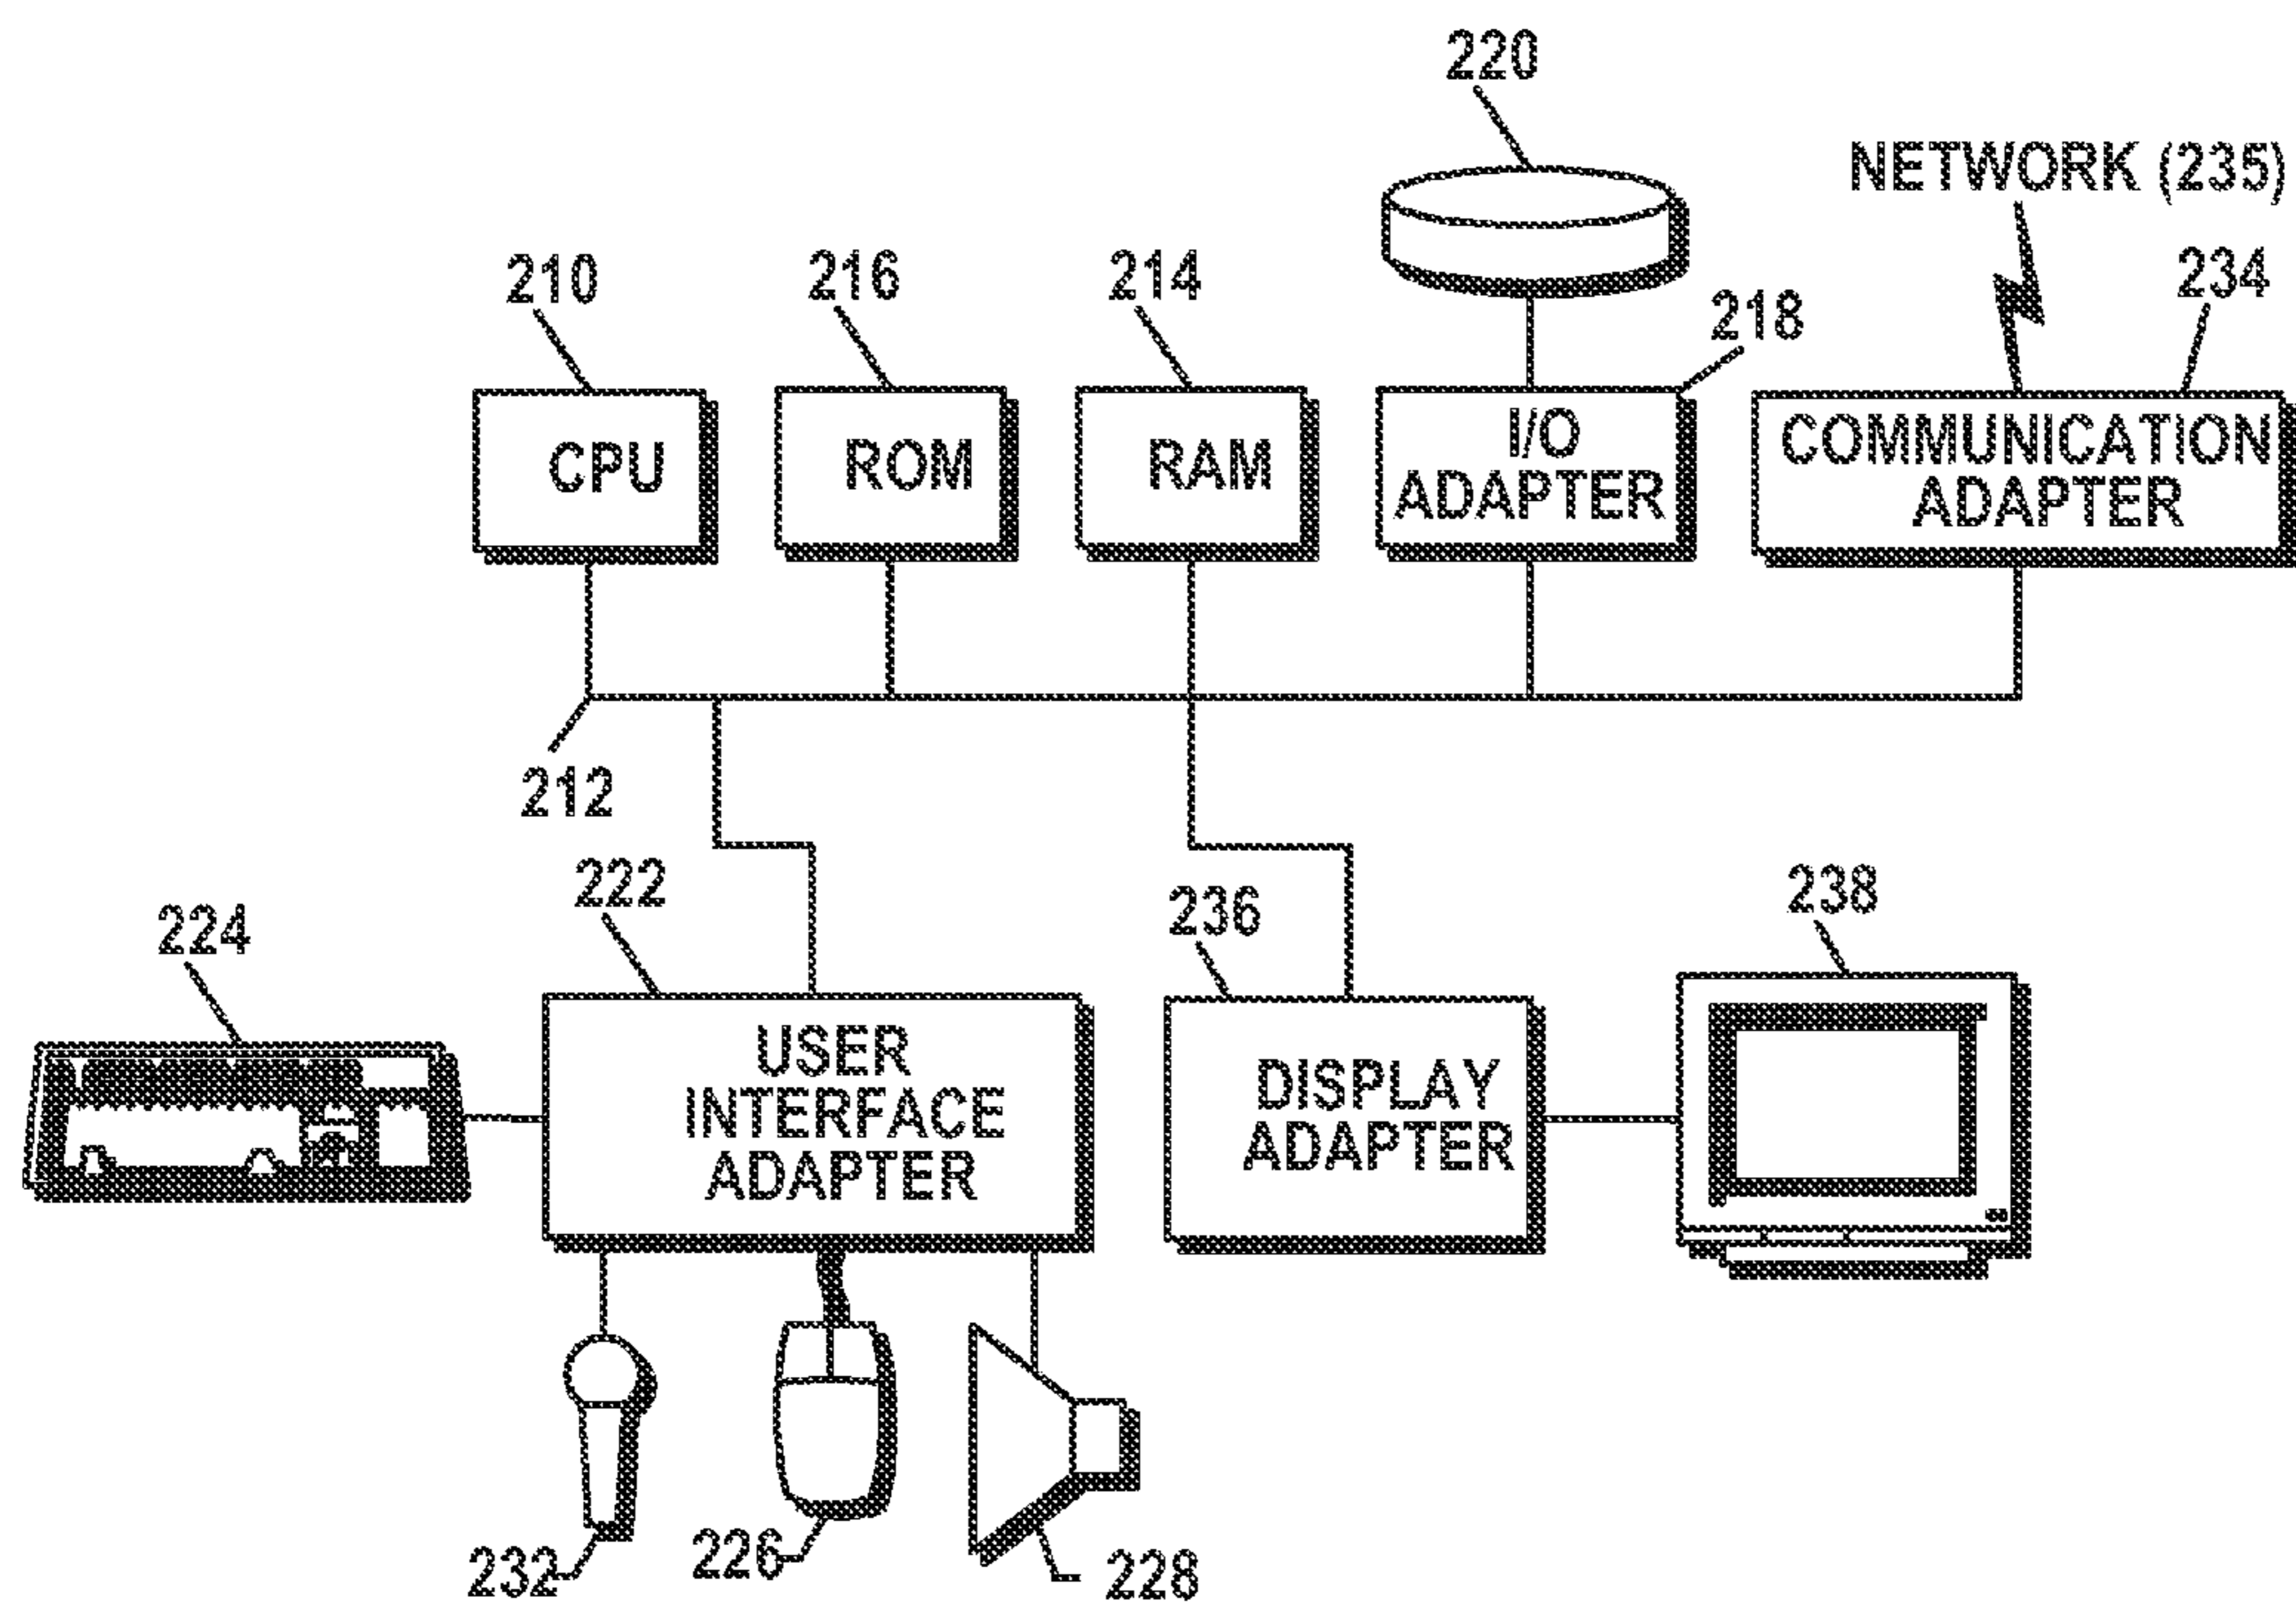 220
NETWORK (235)
210
216
214
218
234
CPU
ROM
RAM
I/O
ADAPTER
COMMUNICATION
ADAPTER
212
222
224
236
238
USER
INTERFACE
ADAPTER
DISPLAY
ADAPTER
232
226
228